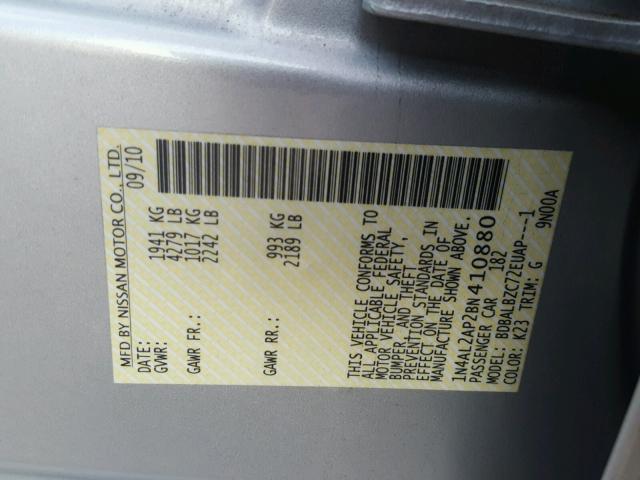 MFD BY NISSAN MOTOR CO., LTD.
DATE: 09/10
GVWR: 1941 KG
4279 LB
GAWR FR.: 1017 KG
2242 LB
GAWR RR.: 993 KG
2189 LB
THIS VEHICLE CONFORMS TO
ALL APPLICABLE FEDERAL
MOTOR VEHICLE SAFETY,
BUMPER, AND THEFT
PREVENTION STANDARDS IN
EFFECT ON THE DATE OF
MANUFACTURE SHOWN ABOVE.
1N4AL2AP2BN410880
PASSENGER CAR 182
MODEL: BDBALBZC72EUAP---1
COLOR: K23 TRIM: G 9N00A